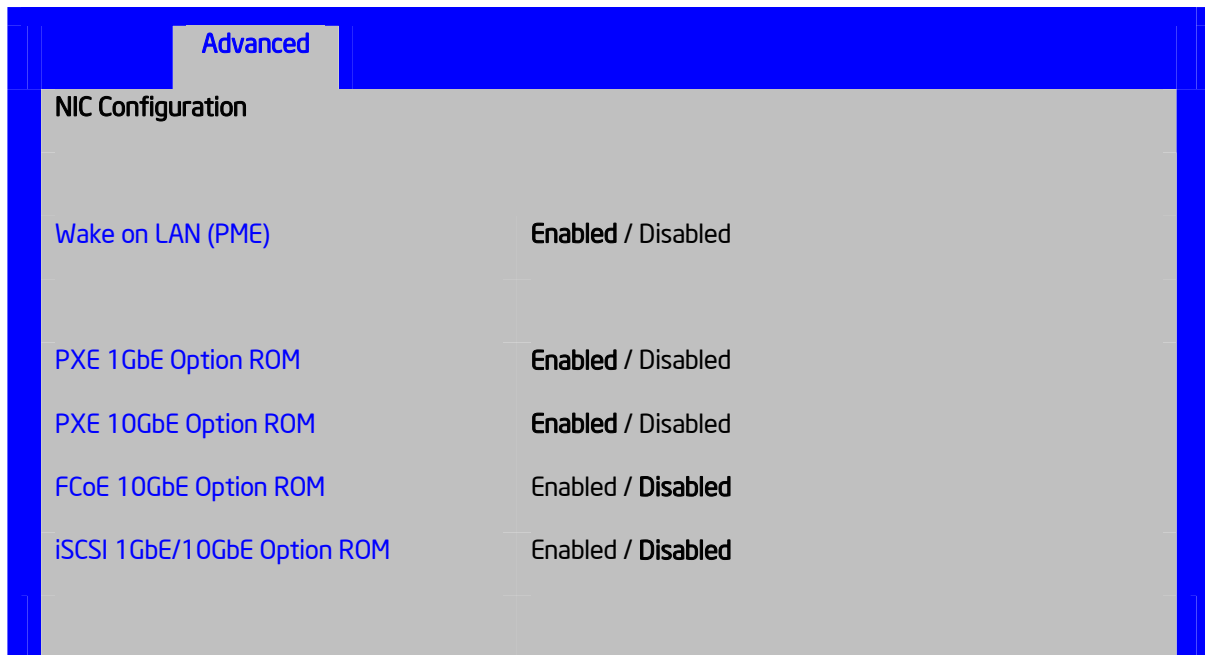 Advanced
NIC Configuration
Wake on LAN (PME) Enabled / Disabled
PXE 1GbE Option ROM Enabled / Disabled
PXE 10GbE Option ROM Enabled / Disabled
FCoE 10GbE Option ROM Enabled / Disabled
iSCSI 1GbE/10GbE Option ROM Enabled / Disabled